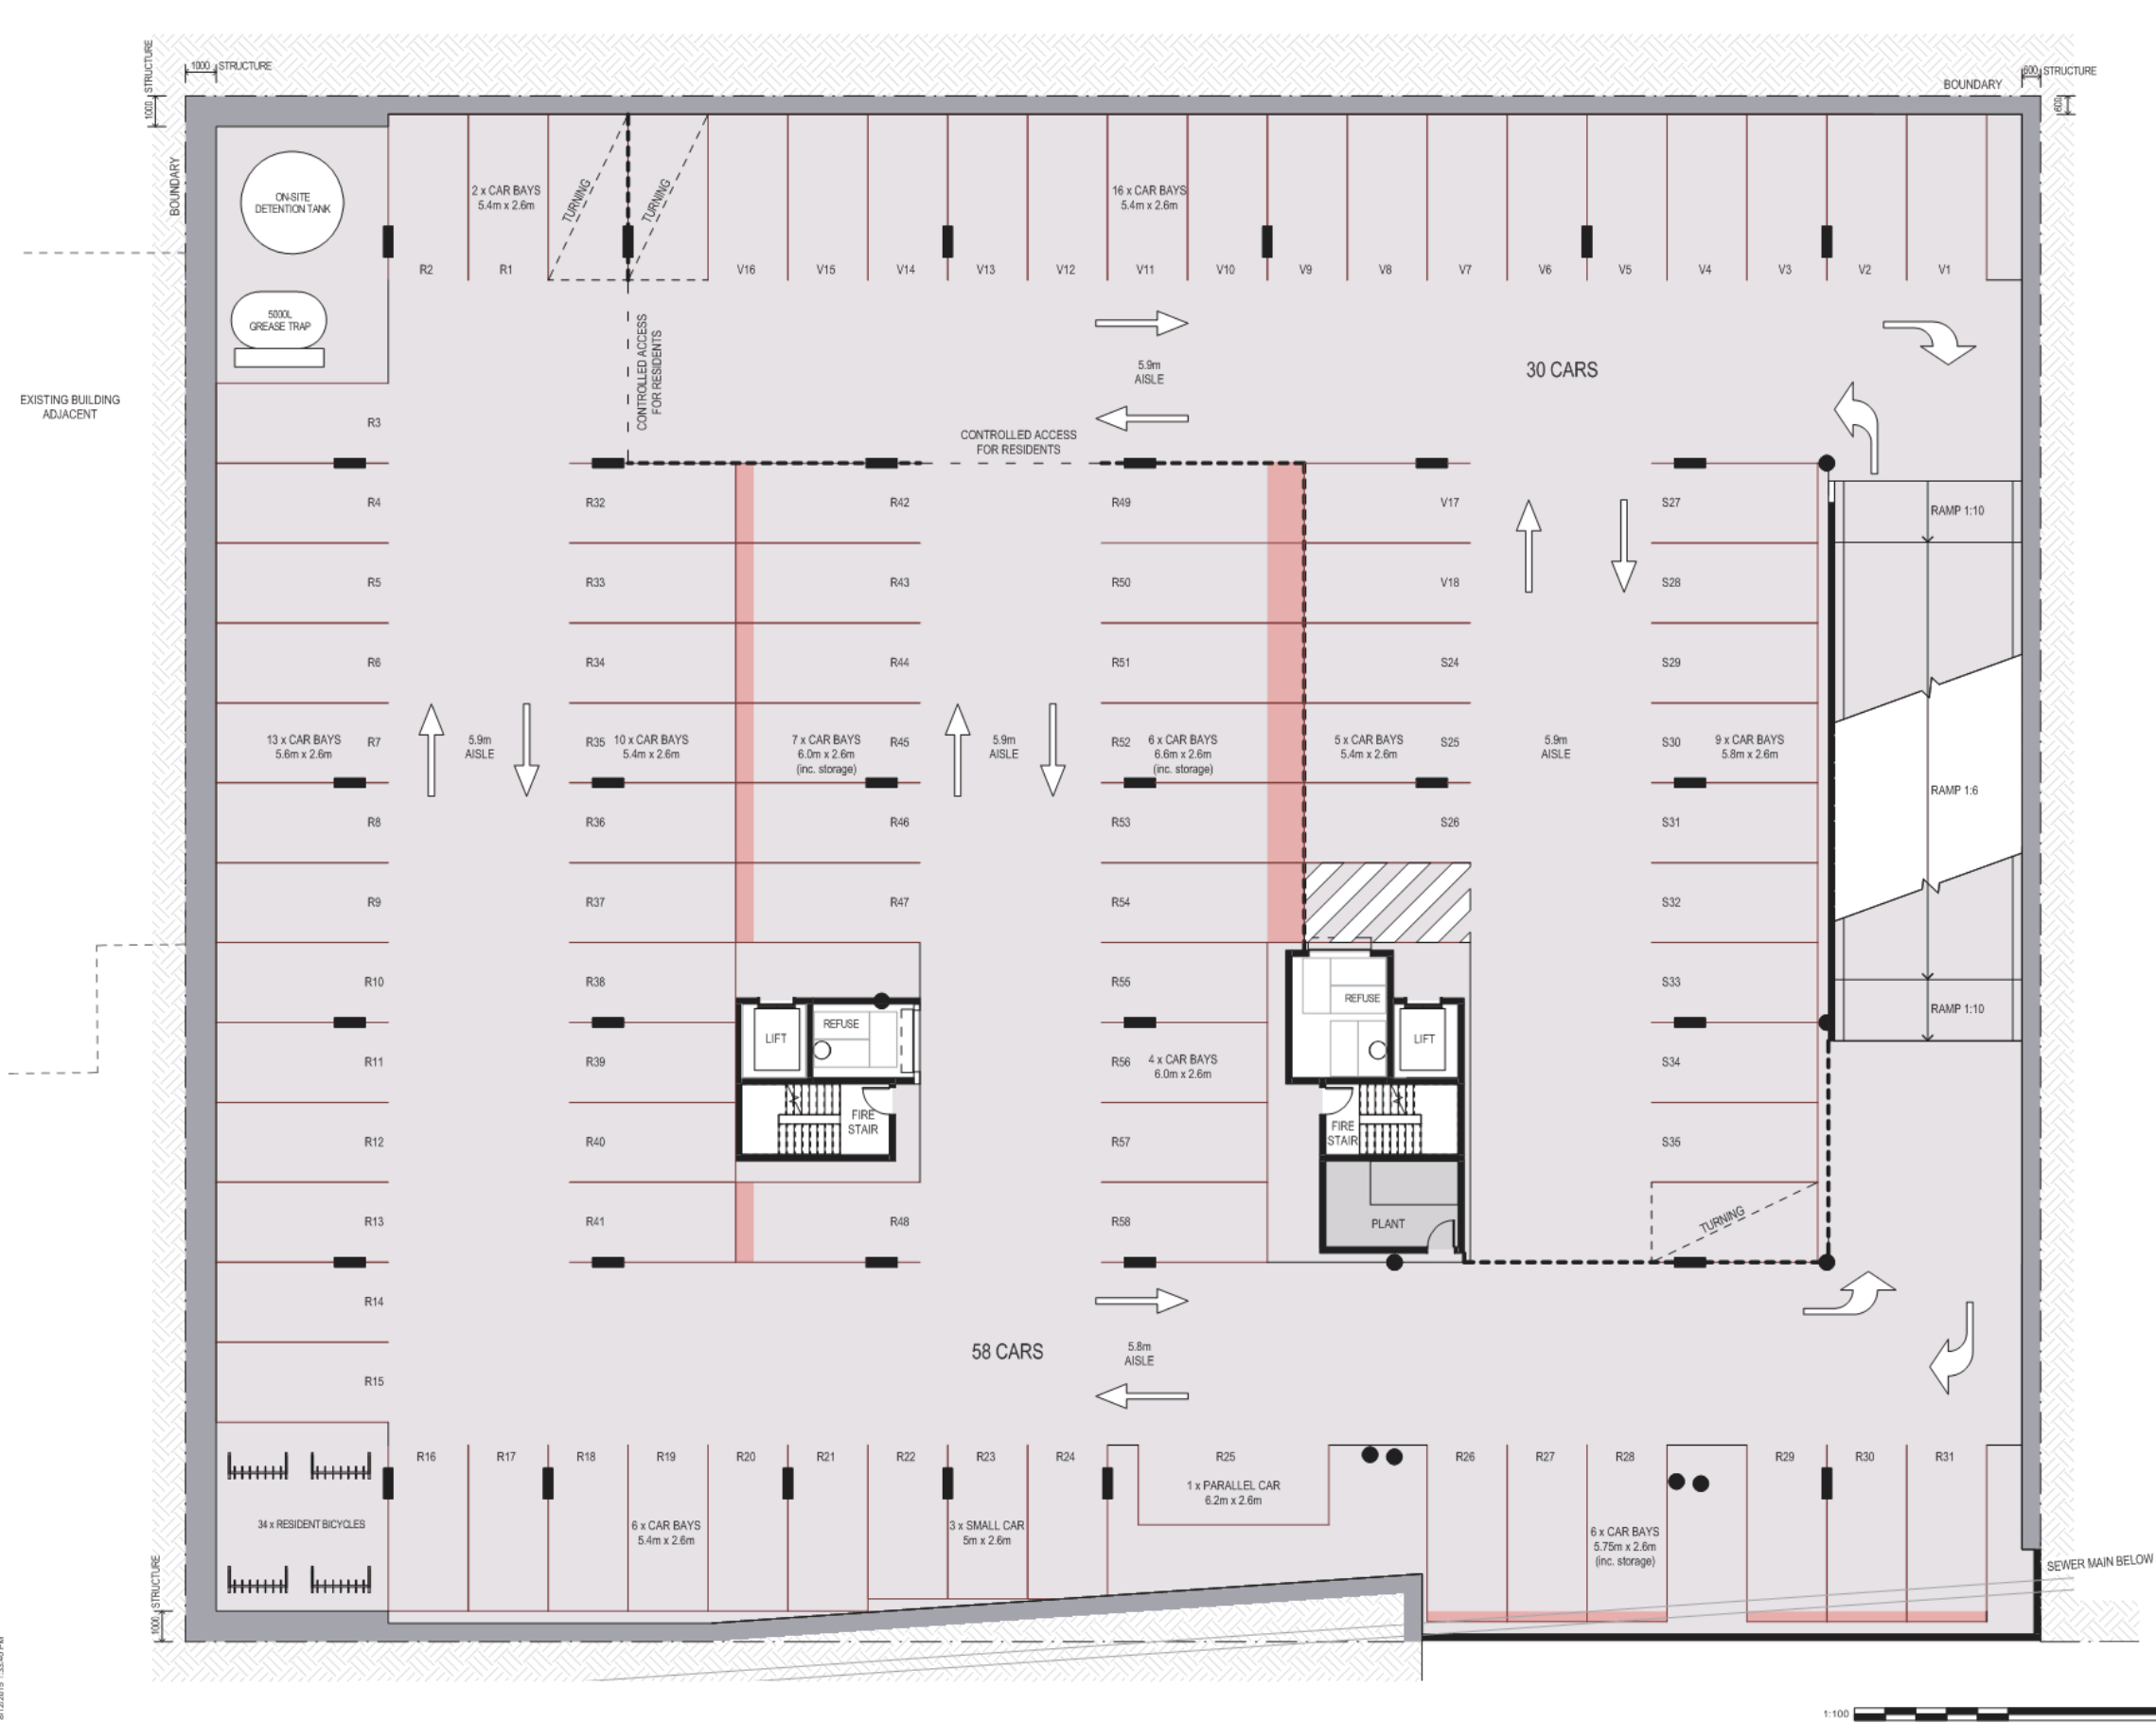 1000 STRUCTURE
1000 STRUCTURE
BOUNDARY
600 STRUCTURE
600
BOUNDARY
ON-SITE
DETENTION TANK
2 x CAR BAYS
5.4m x 2.6m
TURNING
TURNING
16 x CAR BAYS
5.4m x 2.6m
R2
R1
V16
V15
V14
V13
V12
V11
V10
V9
V8
V7
V6
V5
V4
V3
V2
V1
5000L
GREASE TRAP
CONTROLLED ACCESS
FOR RESIDENTS
5.9m
AISLE
30 CARS
EXISTING BUILDING
ADJACENT
R3
CONTROLLED ACCESS
FOR RESIDENTS
R4
R32
R42
R49
V17
S27
RAMP 1:10
R5
R33
R43
R50
V18
S28
R6
R34
R44
R51
S24
S29
13 x CAR BAYS
5.6m x 2.6m
R7
5.9m
AISLE
R35
10 x CAR BAYS
5.4m x 2.6m
7 x CAR BAYS
6.0m x 2.6m
(inc. storage)
R45
5.9m
AISLE
R52
6 x CAR BAYS
6.6m x 2.6m
(inc. storage)
5 x CAR BAYS
5.4m x 2.6m
S25
5.9m
AISLE
S30
9 x CAR BAYS
5.8m x 2.6m
RAMP 1:6
R8
R36
R46
R53
S26
S31
R9
R37
R47
R54
S32
R10
R38
R55
REFUSE
S33
RAMP 1:10
LIFT
REFUSE
LIFT
R11
R39
R56
4 x CAR BAYS
6.0m x 2.6m
S34
FIRE
STAIR
FIRE
STAIR
R12
R40
R57
S35
R13
R41
R48
R58
PLANT
TURNING
R14
58 CARS
5.8m
AISLE
R15
R16
R17
R18
R19
R20
R21
R22
R23
R24
R25
R26
R27
R28
R29
R30
R31
1 x PARALLEL CAR
6.2m x 2.6m
34 x RESIDENT BICYCLES
6 x CAR BAYS
5.4m x 2.6m
3 x SMALL CAR
5m x 2.6m
6 x CAR BAYS
5.75m x 2.6m
(inc. storage)
SEWER MAIN BELOW
1000 STRUCTURE
1:100